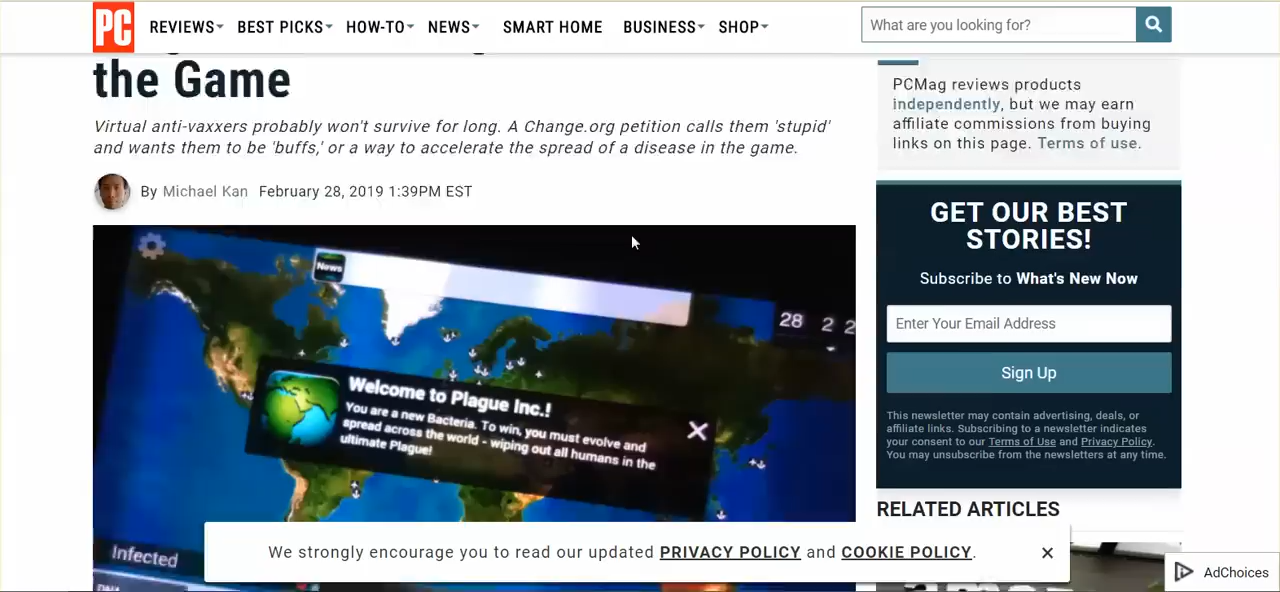 PC
REVIEWS
BEST PICKS
HOW-TO
NEWS
SMART HOME
BUSINESS
SHOP
What are you looking for?
the Game
Virtual anti-vaxxers probably won't survive for long. A Change.org petition calls them 'stupid'
and wants them to be 'buffs,' or a way to accelerate the spread of a disease in the game.
By Michael Kan February 28, 2019 1:39PM EST
News
28 2 2
Welcome to Plague Inc.!
You are a new Bacteria. To win, you must evolve and
spread across the world - wiping out all humans in the
ultimate Plague!
Infected
DNA
PCMag reviews products
independently, but we may earn
affiliate commissions from buying
links on this page. Terms of use.
GET OUR BEST
STORIES!
Subscribe to What's New Now
Enter Your Email Address
Sign Up
This newsletter may contain advertising, deals, or
affiliate links. Subscribing to a newsletter indicates
your consent to our Terms of Use and Privacy Policy.
You may unsubscribe from the newsletters at any time.
RELATED ARTICLES
We strongly encourage you to read our updated PRIVACY POLICY and COOKIE POLICY.
AdChoices